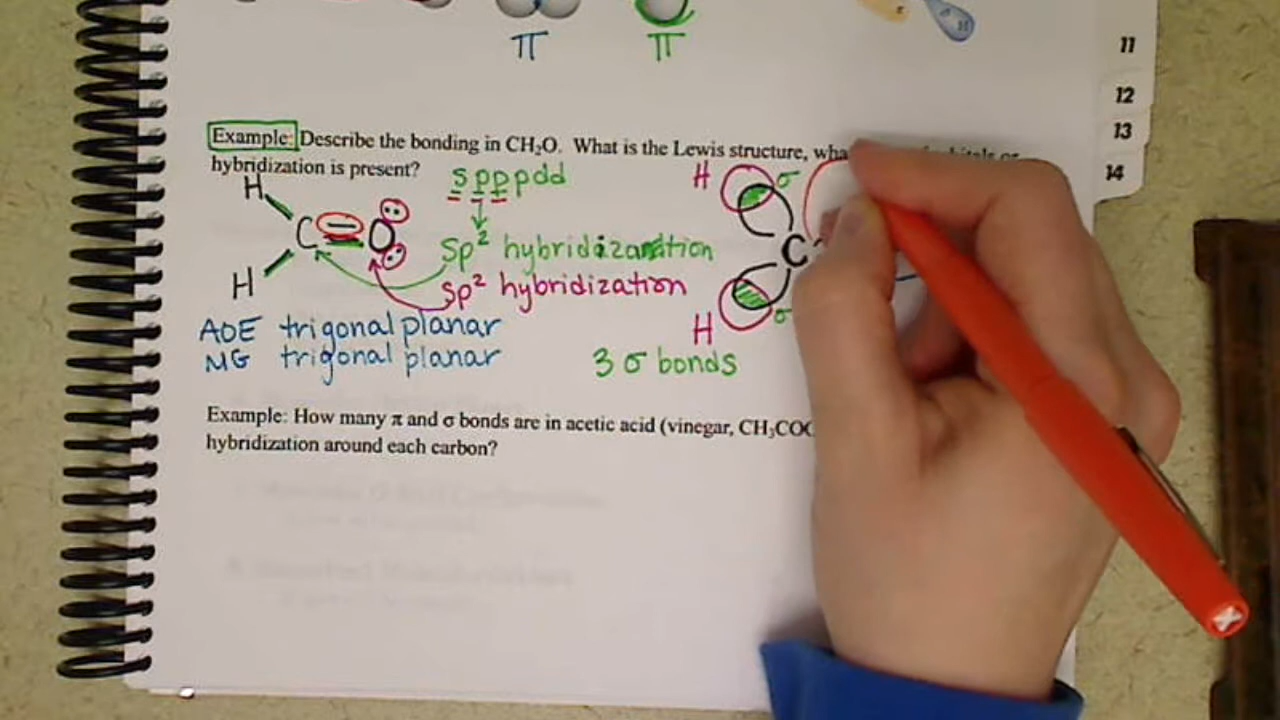 π π
11
12
13
14
Example: Describe the bonding in CH₂O. What is the Lewis structure,
hybridization is present?
s p p p d d
H
H σ
C O
sp² hybridization
C
sp² hybridization
H
H σ
AOE trigonal planar
MG trigonal planar
3 σ bonds
Example: How many π and σ bonds are in acetic acid (vinegar,
hybridization around each carbon?